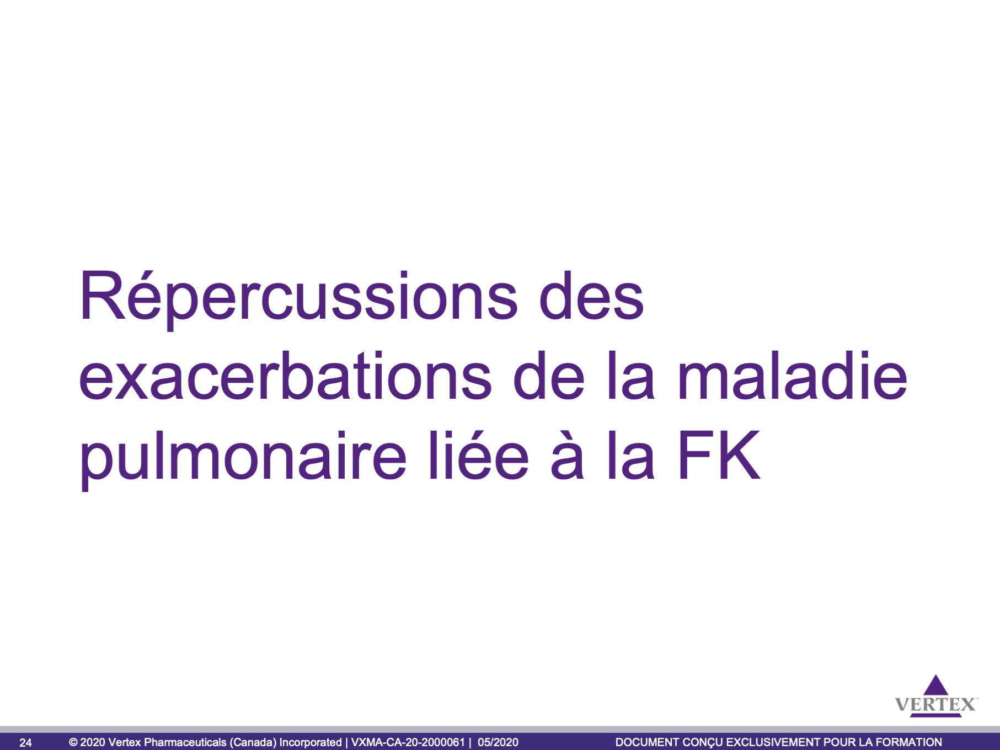 Répercussions des
exacerbations de la maladie
pulmonaire liée à la FK
VERTEX
24 © 2020 Vertex Pharmaceuticals (Canada) Incorporated | VXMA-CA-20-2000061 | 05/2020 DOCUMENT CONÇU EXCLUSIVEMENT POUR LA FORMATION